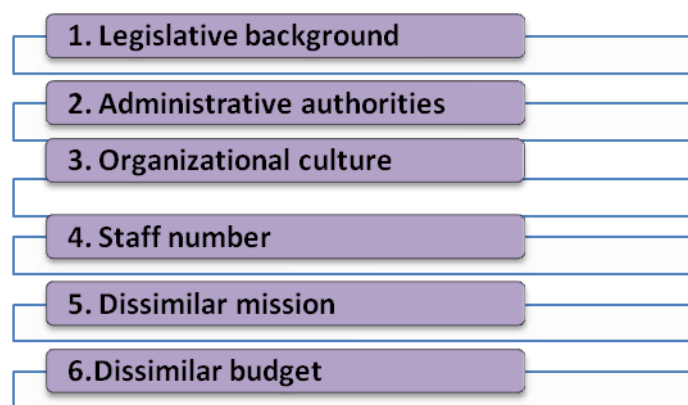 1. Legislative background
2. Administrative authorities
3. Organizational culture
4. Staff number
5. Dissimilar mission
6.Dissimilar budget